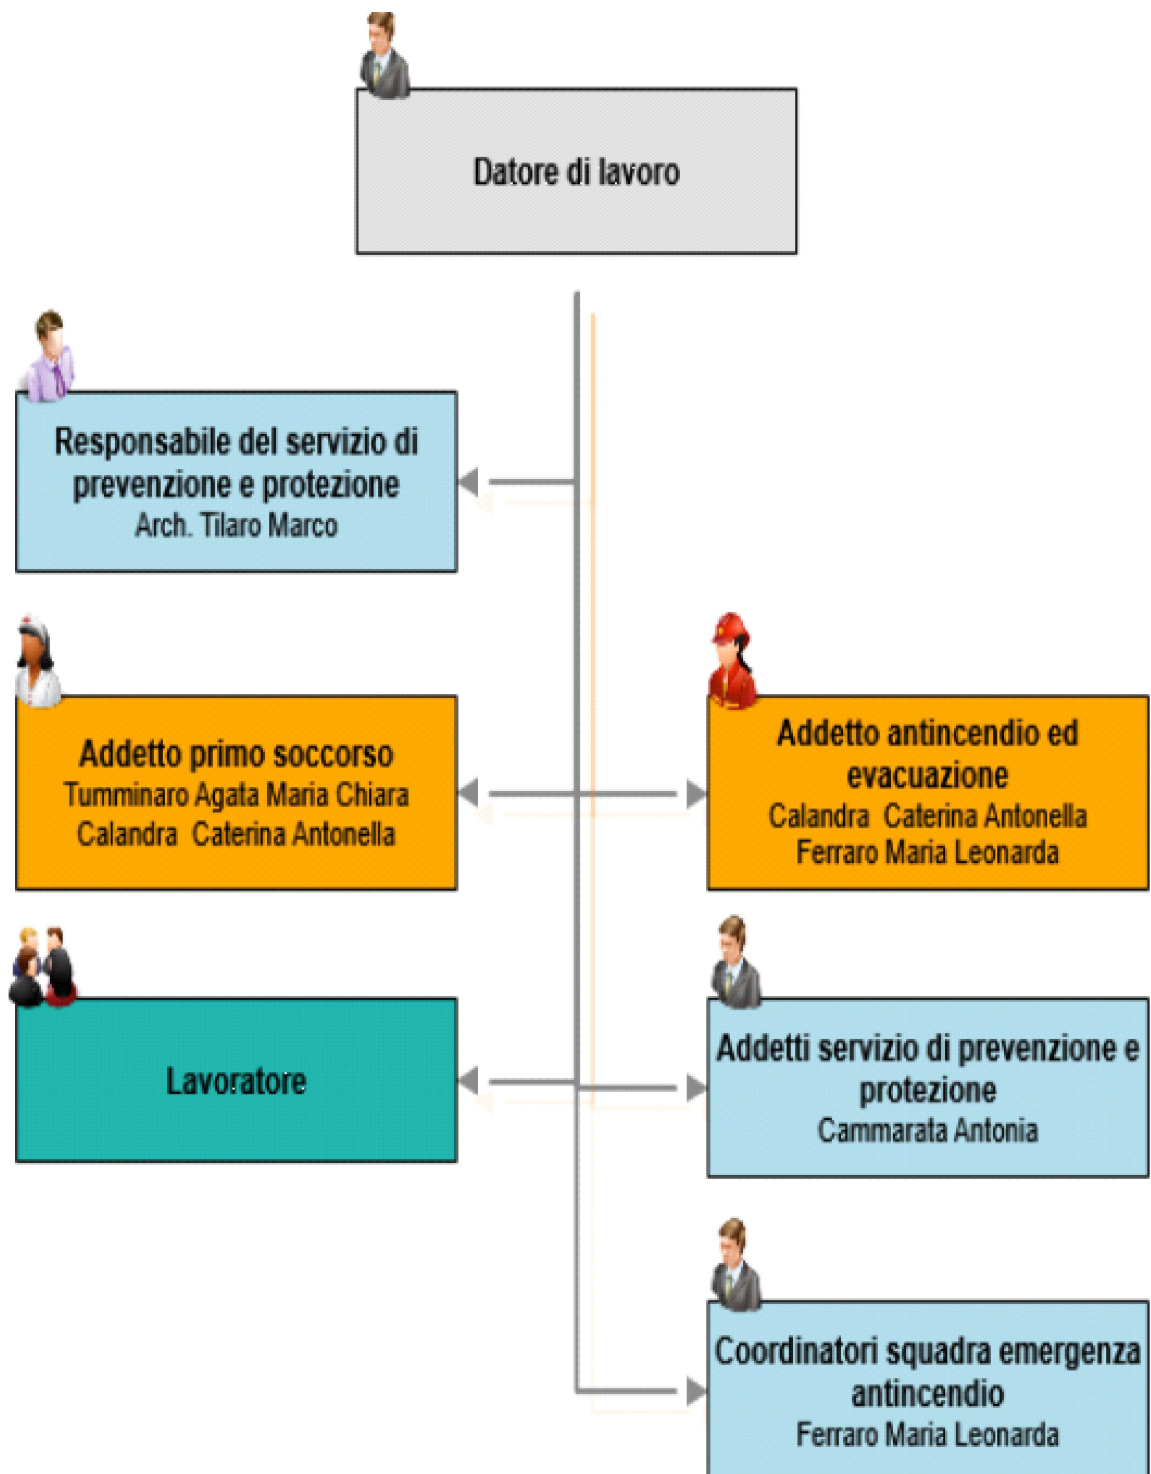 Datore di lavoro
Responsabile del servizio di
prevenzione e protezione
Arch. Tilaro Marco
Addetto primo soccorso
Tumminaro Agata Maria Chiara
Calandra  Caterina Antonella
Addetto antincendio ed
evacuazione
Calandra  Caterina Antonella
Ferraro Maria Leonarda
Lavoratore
Addetti servizio di prevenzione e
protezione
Cammarata Antonia
Coordinatori squadra emergenza
antincendio
Ferraro Maria Leonarda